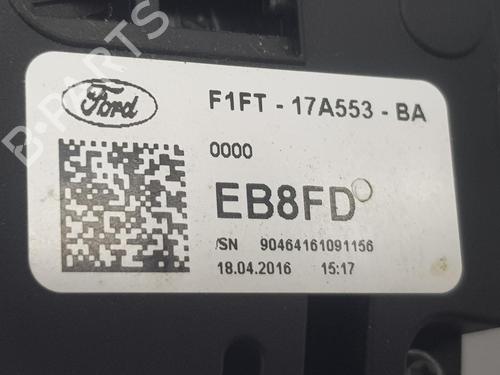 B-PARTS
Ford
F1FT - 17A553 - BA
0000
EB8FD
/SN 90464161091156
18.04.2016 15:17